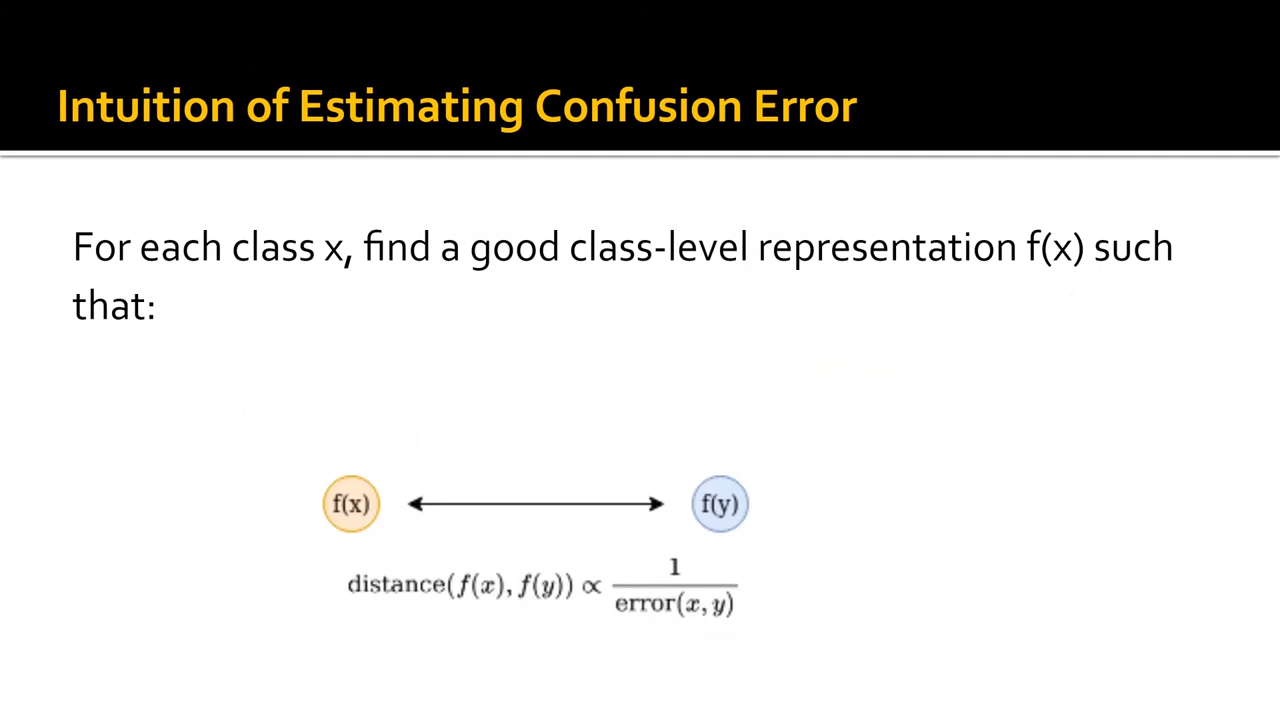 Intuition of Estimating Confusion Error
For each class x, find a good class-level representation f(x) such
that:
f(x) f(y)
distance(f(x), f(y)) ∝ 1/error(x, y)